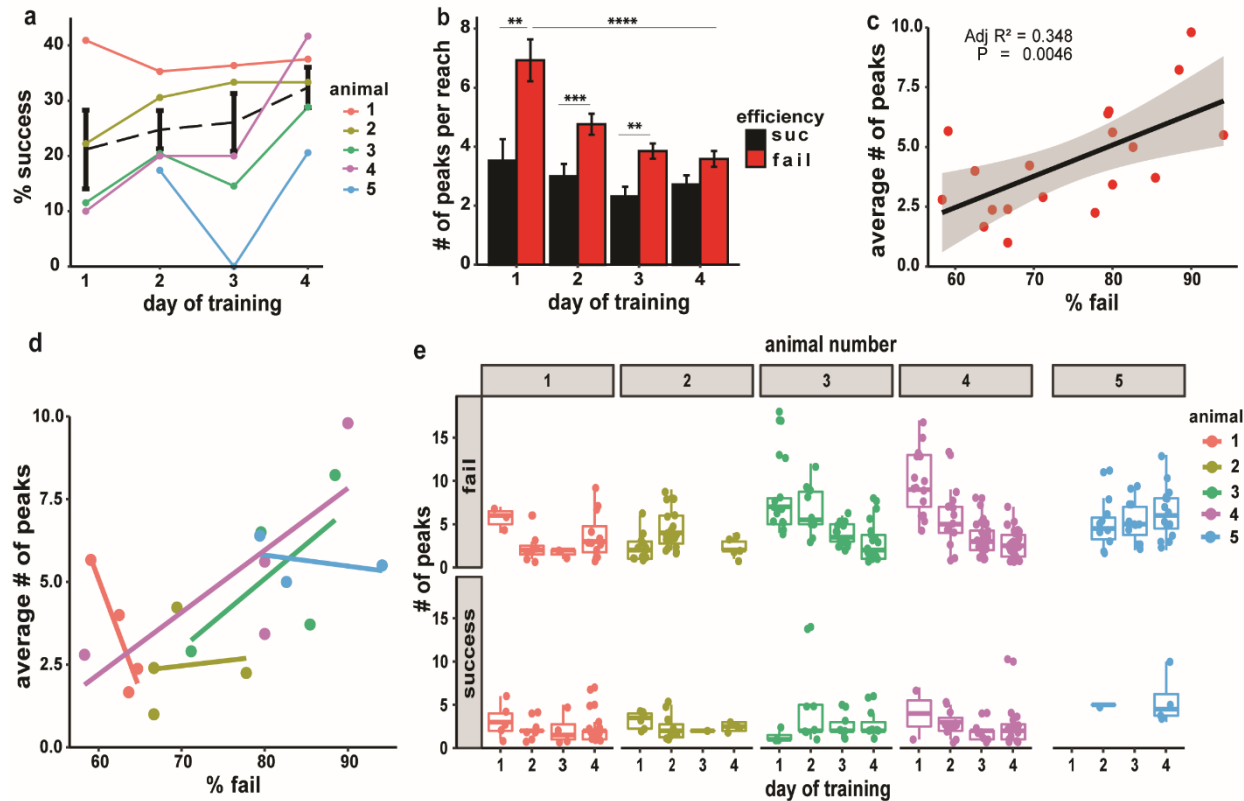 a
% success
50
40
30
20
10
0
1 2 3 4
day of training
animal
1
2
3
4
5
b
# of peaks per reach
8
6
4
2
0
** ****
***
**
1 2 3 4
day of training
efficiency
suc
fail
c
average # of peaks
10.0
7.5
5.0
2.5
0.0
Adj R² = 0.348
P = 0.0046
60 70 80 90
% fail
d
average # of peaks
10.0
7.5
5.0
2.5
0.0
60 70 80 90
% fail
e
animal number
1 2 3 4 5
# of peaks
fail
15
10
5
0
success
15
10
5
0
1 2 3 4 1 2 3 4 1 2 3 4 1 2 3 4 1 2 3 4
day of training
animal
1
2
3
4
5